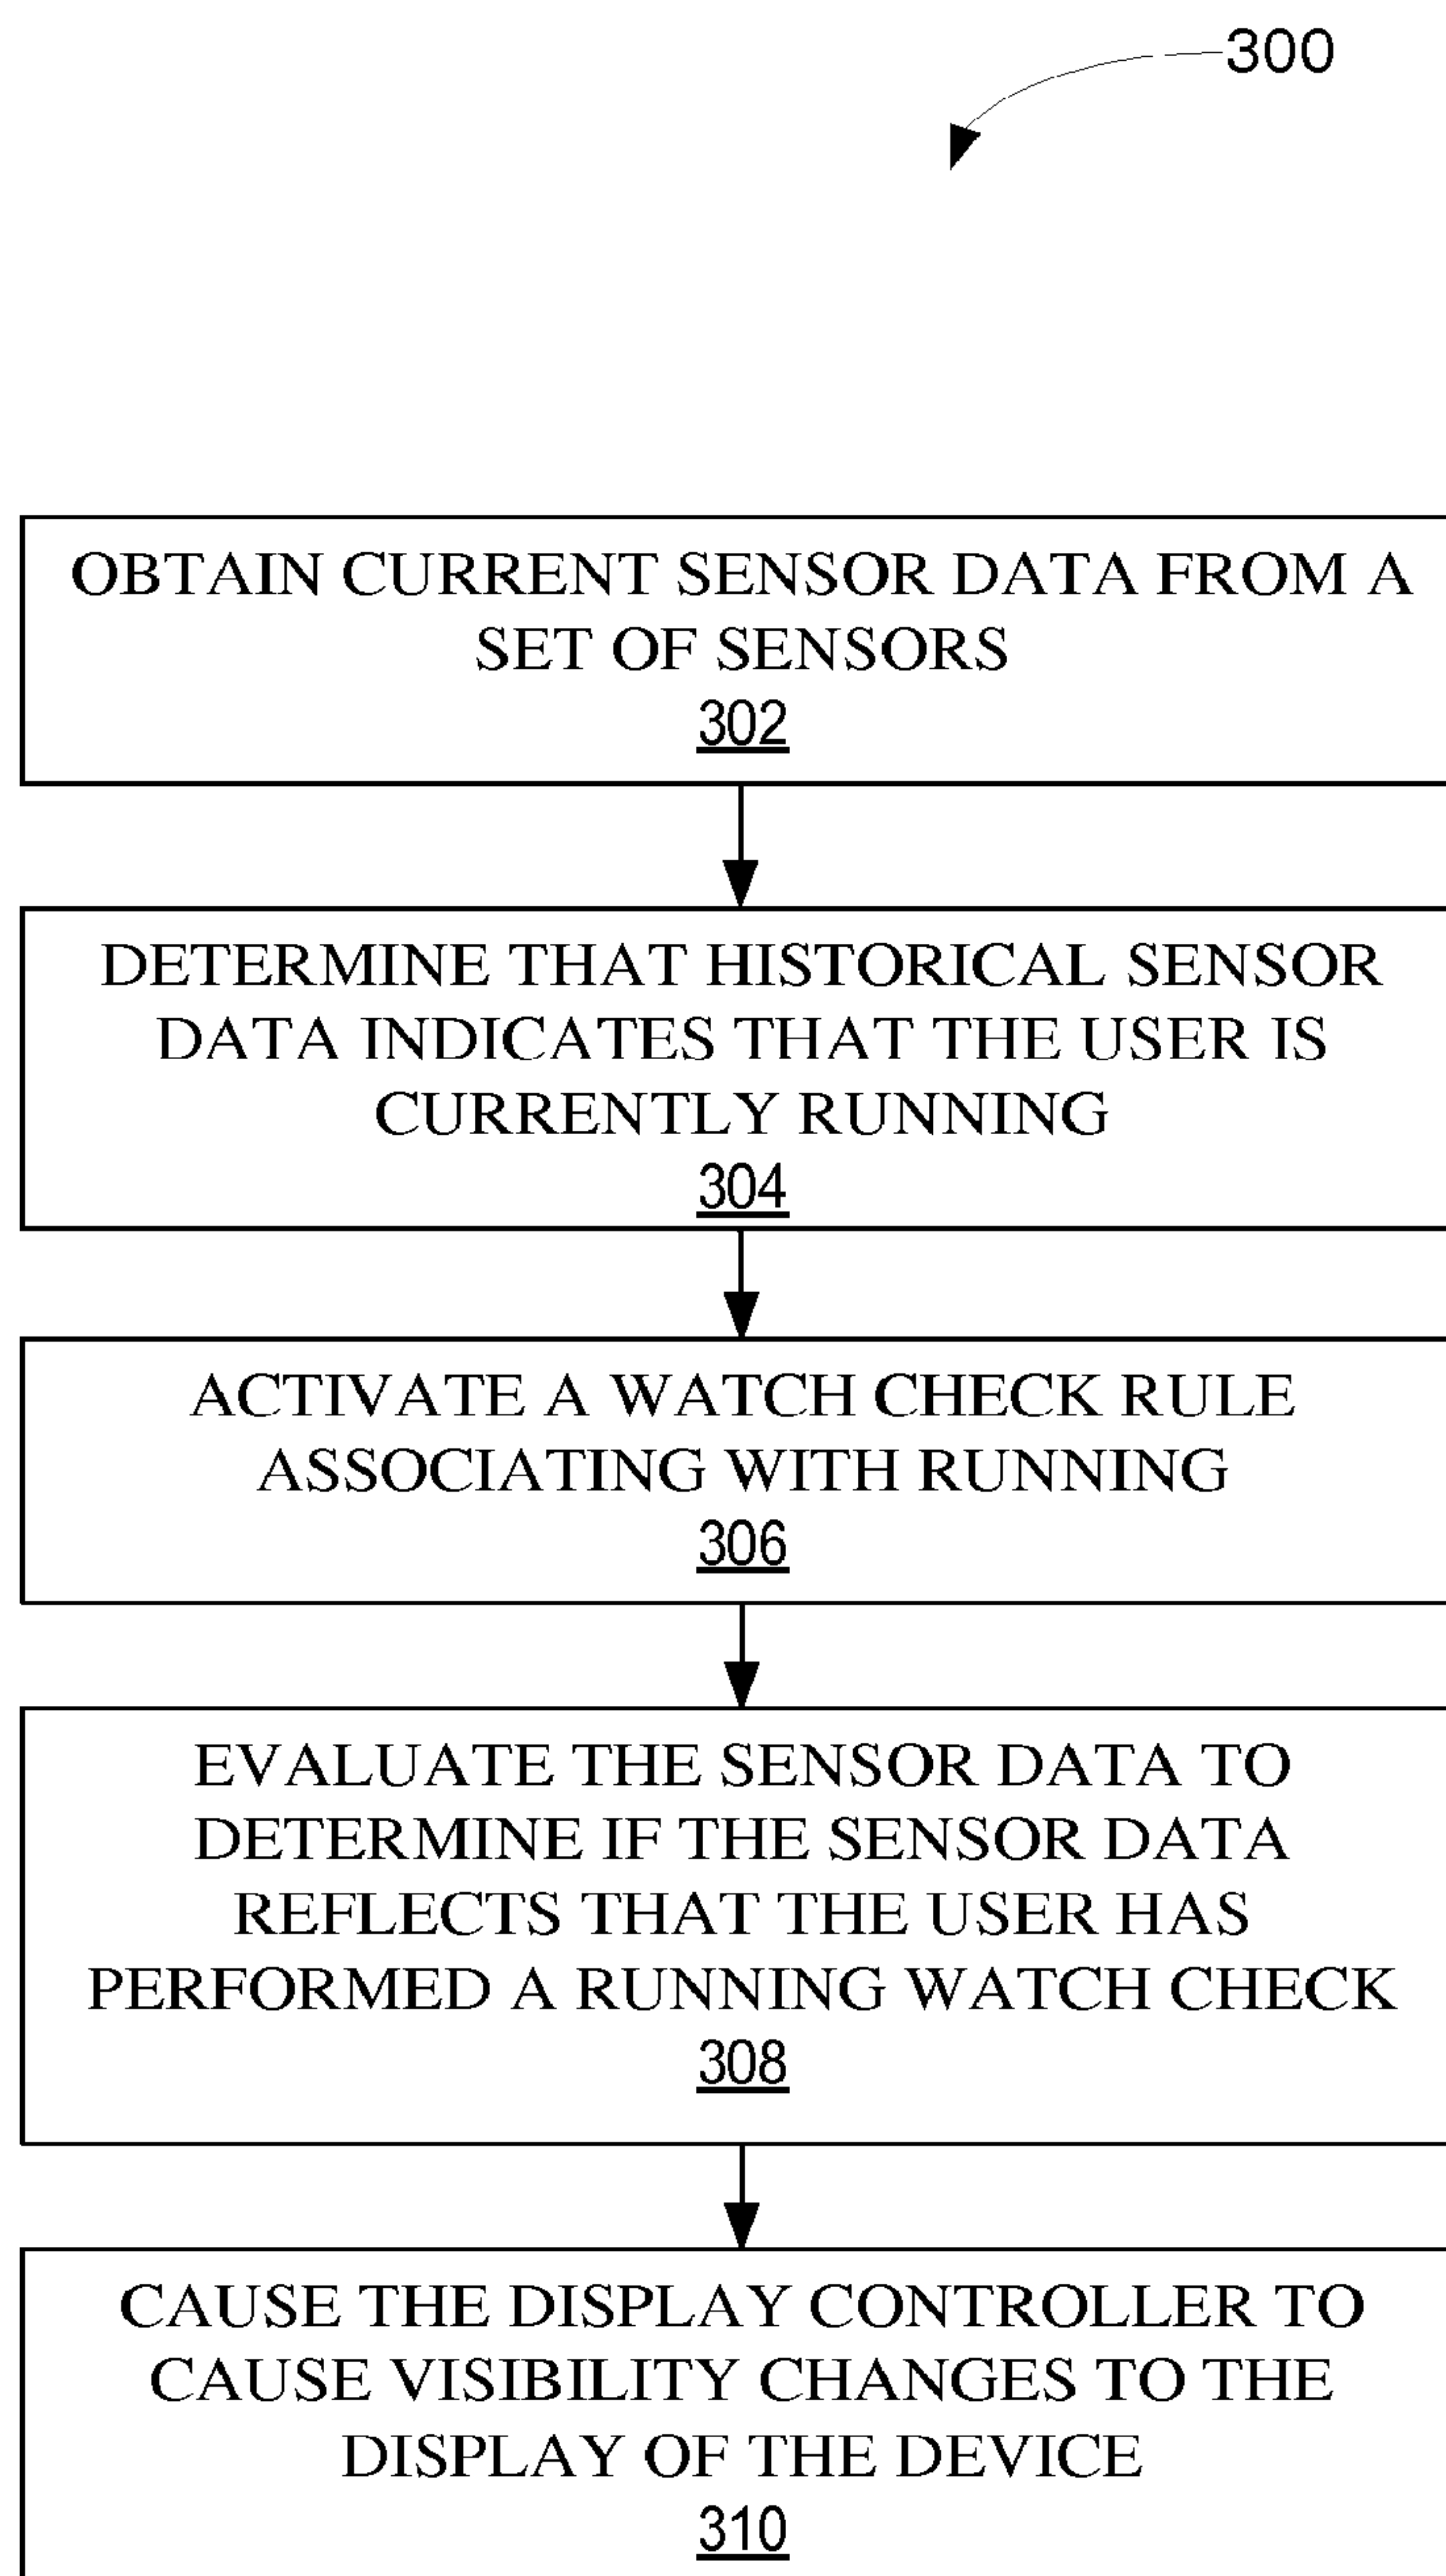 300
OBTAIN CURRENT SENSOR DATA FROM A
SET OF SENSORS
302
DETERMINE THAT HISTORICAL SENSOR
DATA INDICATES THAT THE USER IS
CURRENTLY RUNNING
304
ACTIVATE A WATCH CHECK RULE
ASSOCIATING WITH RUNNING
306
EVALUATE THE SENSOR DATA TO
DETERMINE IF THE SENSOR DATA
REFLECTS THAT THE USER HAS
PERFORMED A RUNNING WATCH CHECK
308
CAUSE THE DISPLAY CONTROLLER TO
CAUSE VISIBILITY CHANGES TO THE
DISPLAY OF THE DEVICE
310